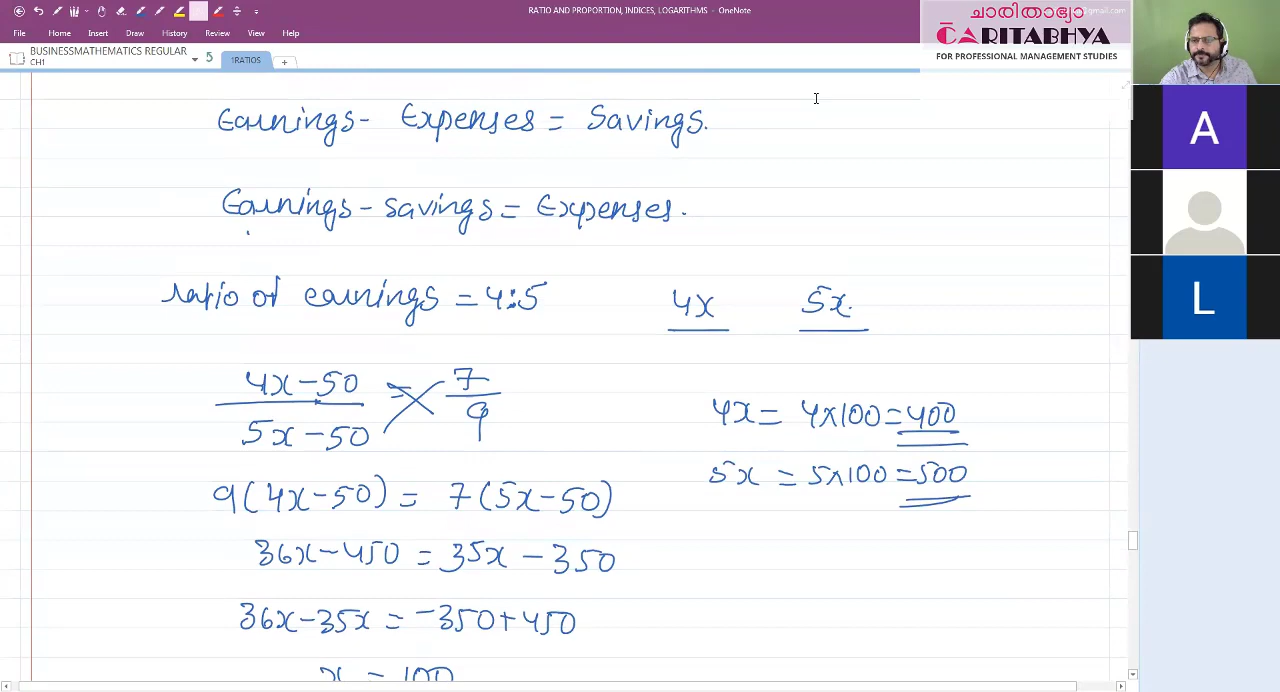 RATIO AND PROPORTION, INDICES, LOGARITHMS - OneNote
File Home Insert Draw History Review View Help
BUSINESSMATHEMATICS REGULAR
CH1
5
1RATIOS
ചാരിതാഭ്യാ
@gmail.com
CARITABHYA
FOR PROFESSIONAL MANAGEMENT STUDIES
Earnings - Expenses = Savings.
Earnings - savings = Expenses.
ratio of earnings = 4:5 4x 5x.
4x - 50 / 5x - 50 = 7 / 9
4x = 4x100 = 400
5x = 5x100 = 500
9(4x - 50) = 7(5x - 50)
36x - 450 = 35x - 350
36x - 35x = -350 + 450
x = 100
A
L